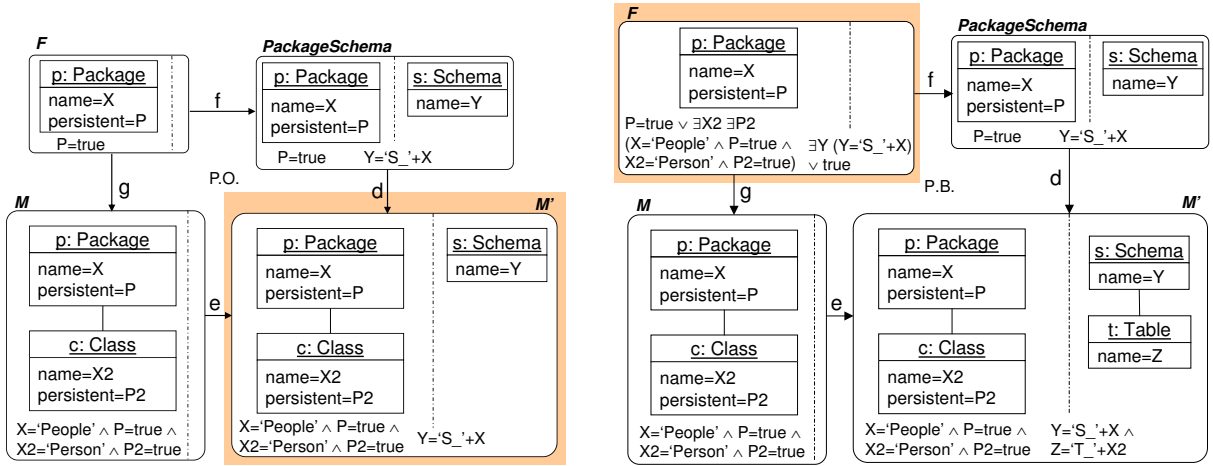 F
p: Package
name=X
persistent=P
P=true
f
PackageSchema
p: Package
name=X
persistent=P
P=true
s: Schema
name=Y
Y='S_'+X
g
P.O.
d
M
p: Package
name=X
persistent=P
c: Class
name=X2
persistent=P2
X='People' ∧ P=true ∧
X2='Person' ∧ P2=true
e
M'
p: Package
name=X
persistent=P
c: Class
name=X2
persistent=P2
X='People' ∧ P=true ∧
X2='Person' ∧ P2=true
s: Schema
name=Y
Y='S_'+X
F
p: Package
name=X
persistent=P
P=true ∨ ∃X2 ∃P2
(X='People' ∧ P=true ∧
X2='Person' ∧ P2=true)
∃Y (Y='S_'+X)
∨ true
f
PackageSchema
p: Package
name=X
persistent=P
P=true
s: Schema
name=Y
Y='S_'+X
g
P.B.
d
M
p: Package
name=X
persistent=P
c: Class
name=X2
persistent=P2
X='People' ∧ P=true ∧
X2='Person' ∧ P2=true
e
M'
p: Package
name=X
persistent=P
c: Class
name=X2
persistent=P2
X='People' ∧ P=true ∧
X2='Person' ∧ P2=true
s: Schema
name=Y
t: Table
name=Z
Y='S_'+X ∧
Z='T_'+X2